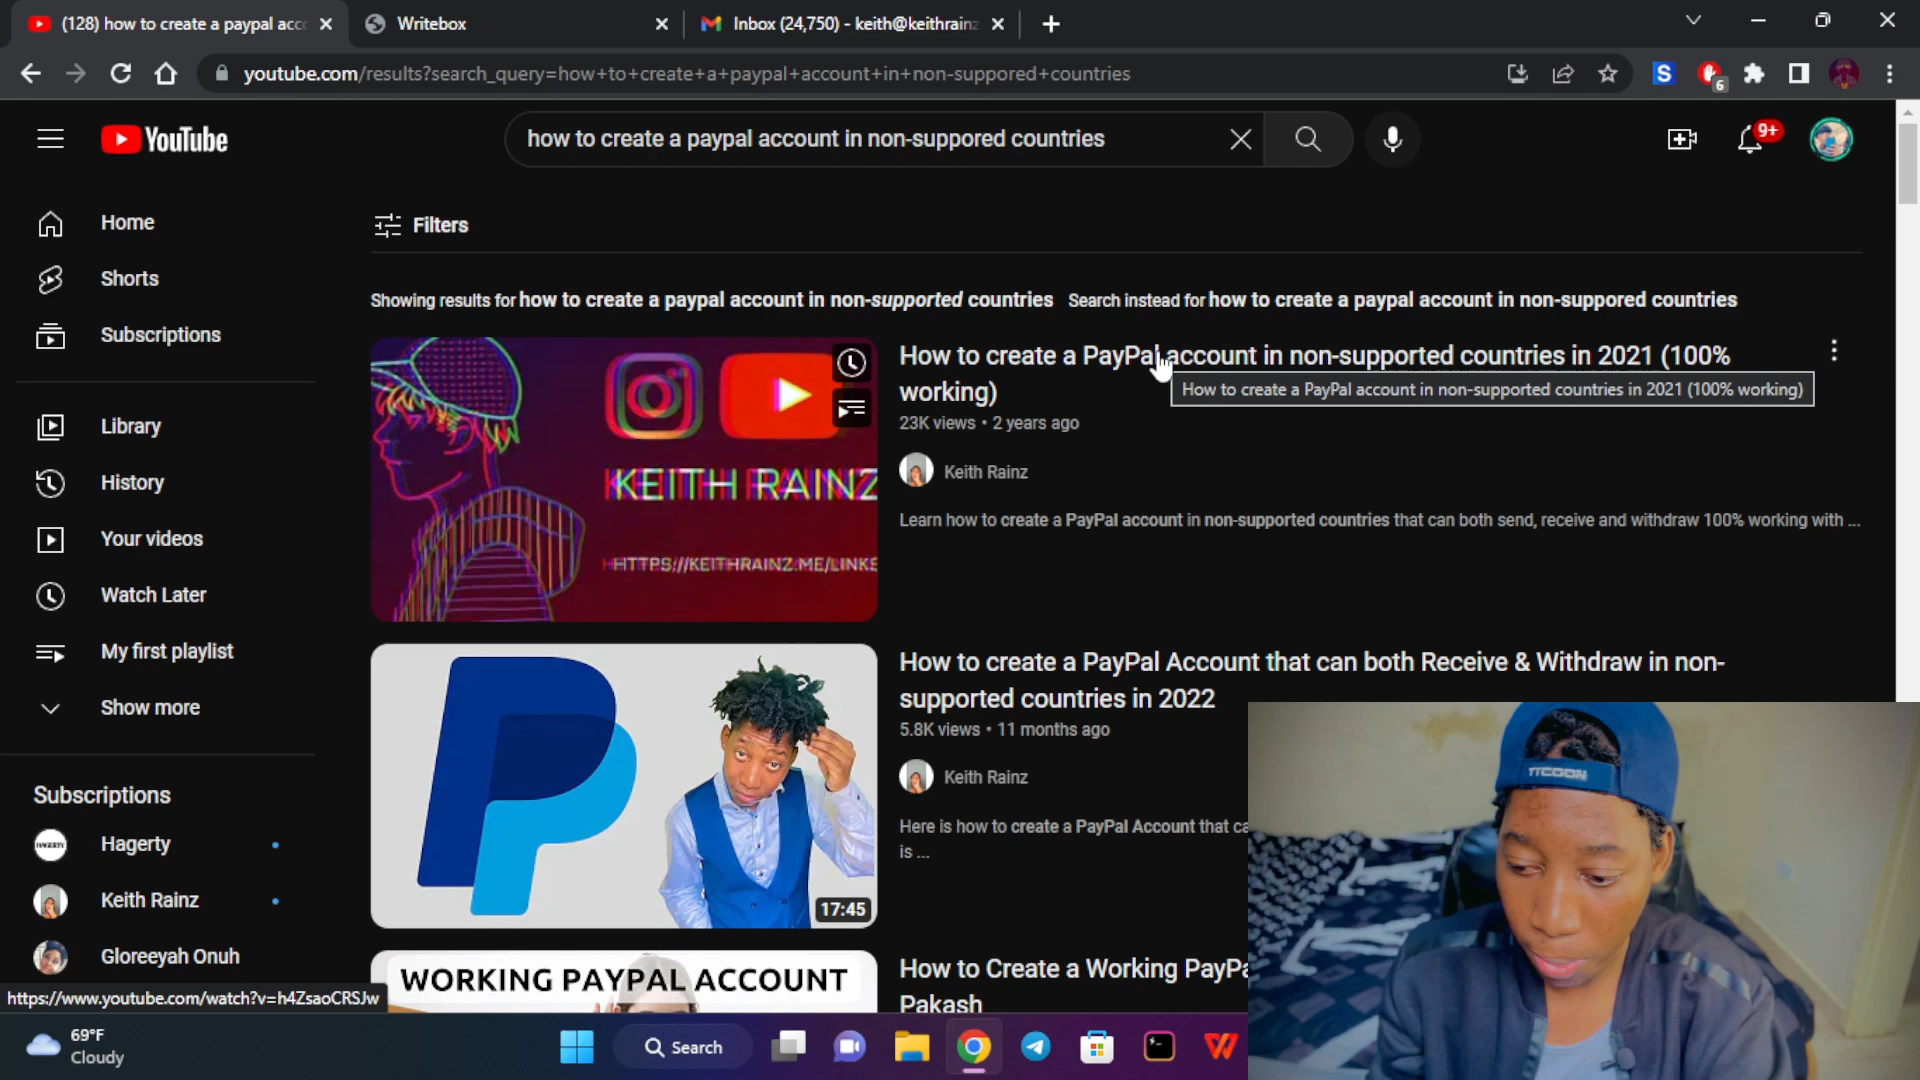 (128) how to create a paypal acc
Writebox
Inbox (24,750) - keith@keithrainz
youtube.com/results?search_query=how+to+create+a+paypal+account+in+non-suppored+countries
S
6
YouTube
how to create a paypal account in non-suppored countries
9+
Home
Shorts
Subscriptions
Library
History
Your videos
Watch Later
My first playlist
Show more
Subscriptions
HAGERTY
Hagerty
Keith Rainz
Gloreeyah Onuh
https://www.youtube.com/watch?v=h4ZsaoCRSJw
Filters
Showing results for how to create a paypal account in non-supported countries Search instead for how to create a paypal account in non-suppored countries
KEITH RAINZ
HTTPS://KEITHRAINZ.ME/LINKS
How to create a PayPal account in non-supported countries in 2021 (100%
working)
How to create a PayPal account in non-supported countries in 2021 (100% working)
23K views • 2 years ago
Keith Rainz
Learn how to create a PayPal account in non-supported countries that can both send, receive and withdraw 100% working with ...
17:45
How to create a PayPal Account that can both Receive & Withdraw in non-
supported countries in 2022
5.8K views • 11 months ago
Keith Rainz
Here is how to create a PayPal Account that ca
is ...
WORKING PAYPAL ACCOUNT
How to Create a Working PayPa
Pakash
TYCOON
69°F
Cloudy
Search